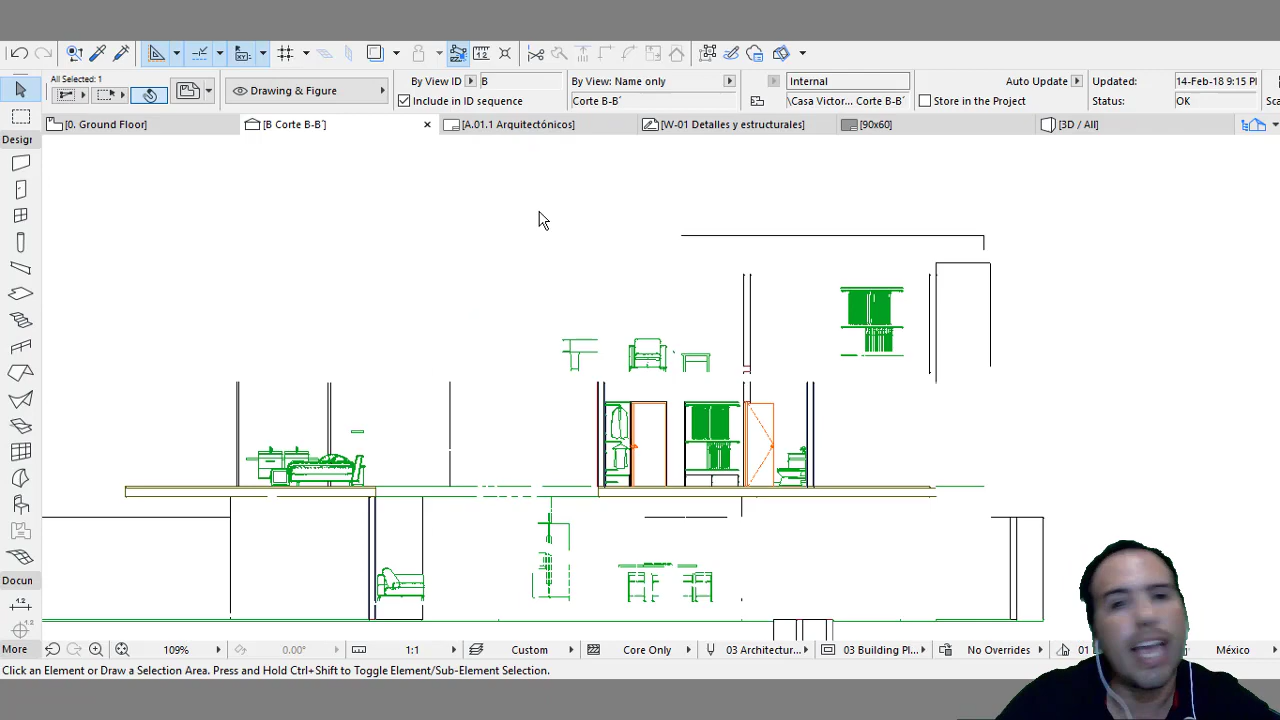 All Selected: 1
Drawing & Figure
By View ID
B
Include in ID sequence
By View: Name only
Corte B-B´
Internal
\Casa Victor... Corte B-B´
Auto Update
Store in the Project
Updated:
14-Feb-18 9:15 P
Status:
OK
[0. Ground Floor]
[B Corte B-B´]
[A.01.1 Arquitectónicos]
[W-01 Detalles y estructurales]
[90x60]
[3D / All]
Design
Docun
More
109%
0.00°
1:1
Custom
Core Only
03 Architectur...
03 Building Pl...
No Overrides
01
México
Click an Element or Draw a Selection Area. Press and Hold Ctrl+Shift to Toggle Element/Sub-Element Selection.